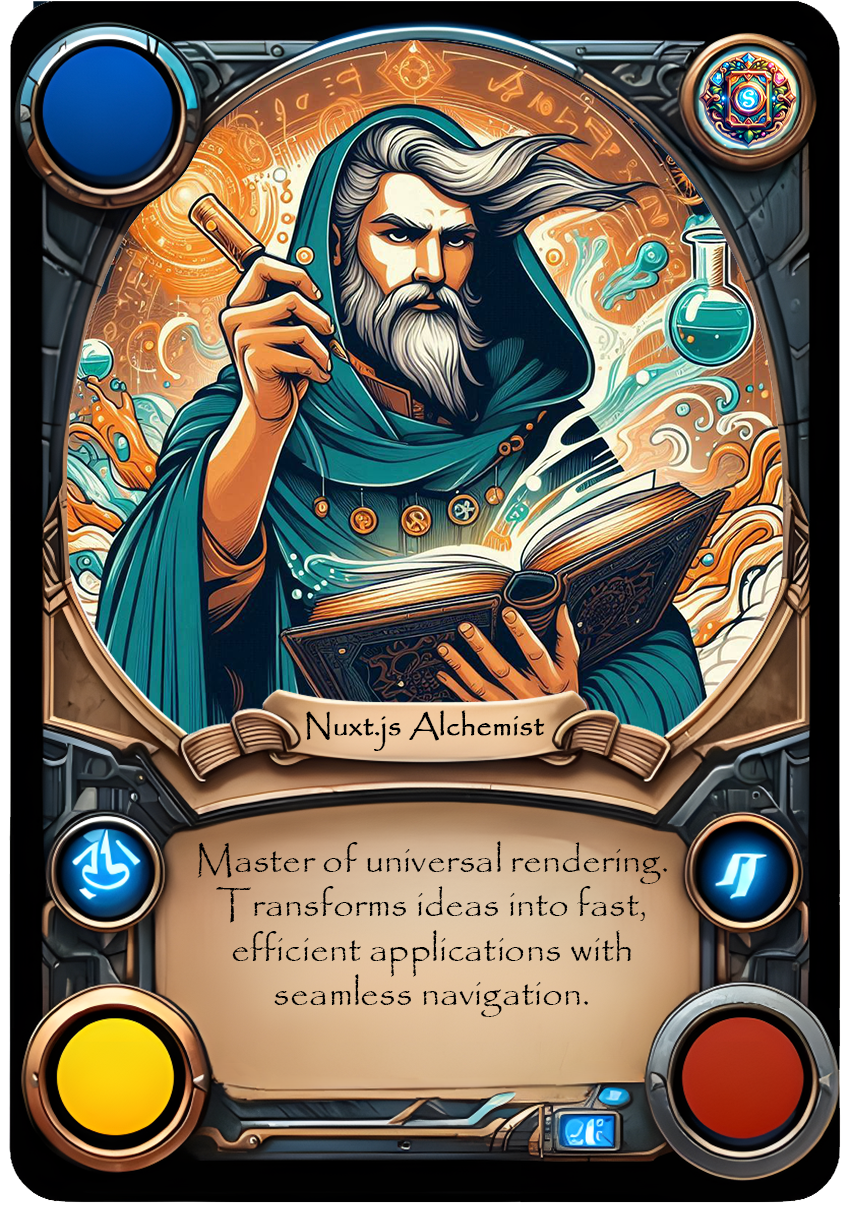 Nuxt.js Alchemist
Master of universal rendering.
Transforms ideas into fast,
efficient applications with
seamless navigation.